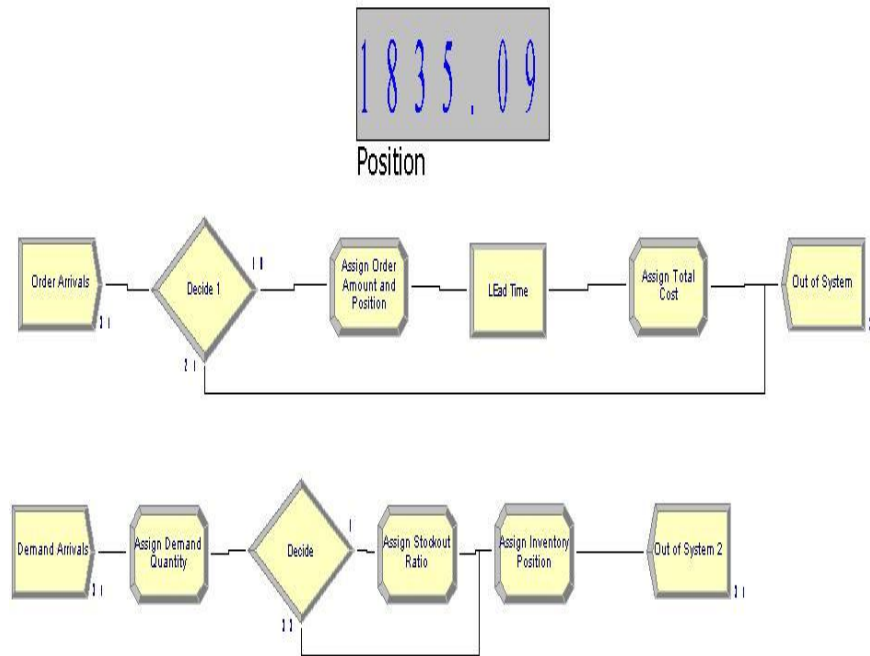 1835.09
Position
Order Arrivals
Decide 1
Assign Order
Amount and
Position
LEad Time
Assign Total
Cost
Out of System
Demand Arrivals
Assign Demand
Quantity
Decide
Assign Stockout
Ratio
Assign Inventory
Position
Out of System 2